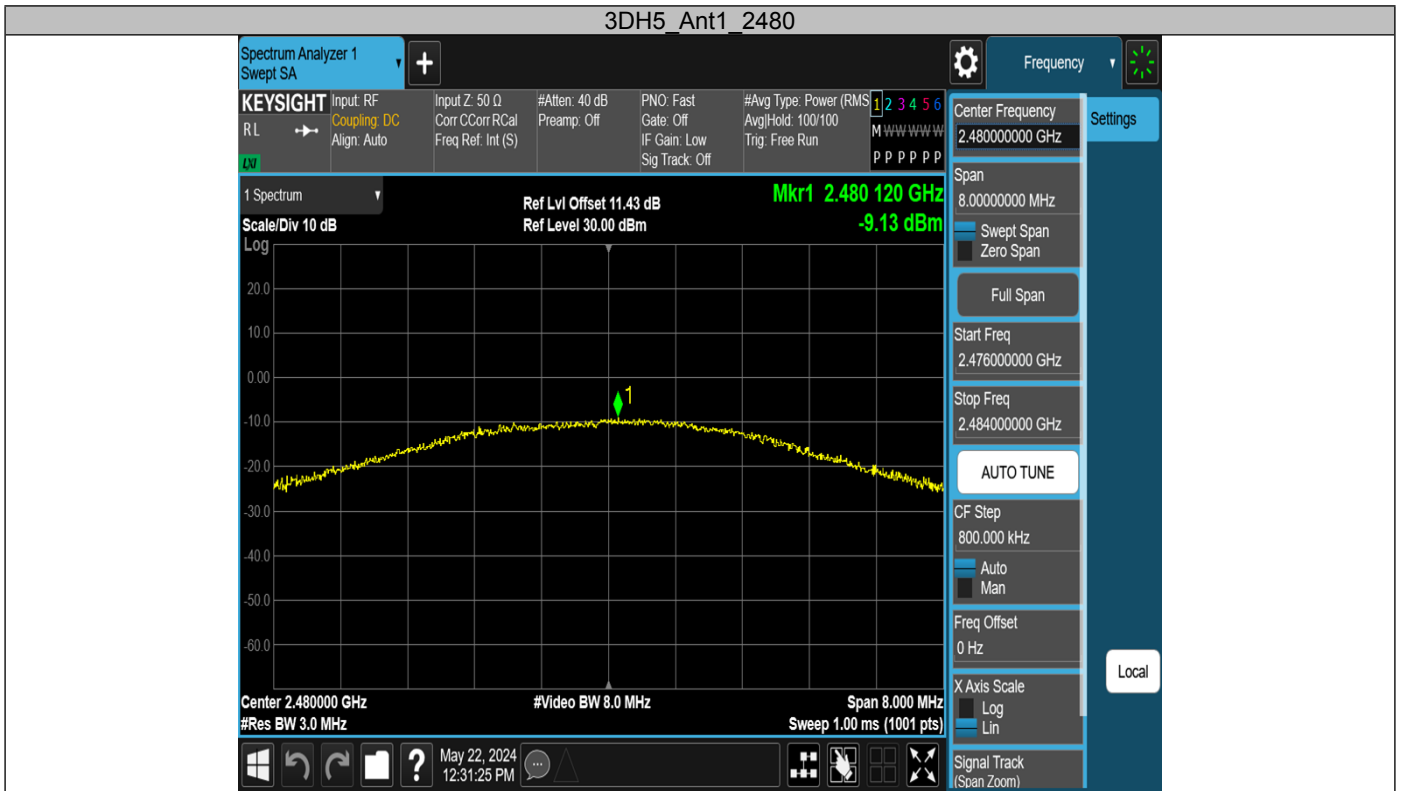 3DH5_Ant1_2480
Spectrum Analyzer 1
Swept SA
+
Frequency
KEYSIGHT
RL
LXI
Input: RF
Coupling: DC
Align: Auto
Input Z: 50 Ω
Corr CCorr RCal
Freq Ref: Int (S)
#Atten: 40 dB
Preamp: Off
PNO: Fast
Gate: Off
IF Gain: Low
Sig Track: Off
#Avg Type: Power (RMS
Avg|Hold: 100/100
Trig: Free Run
1 2 3 4 5 6
M W W W W W
P P P P P P
1 Spectrum
Scale/Div 10 dB
Log
Ref Lvl Offset 11.43 dB
Ref Level 30.00 dBm
Mkr1 2.480 120 GHz
-9.13 dBm
20.0
10.0
0.00
-10.0
-20.0
-30.0
-40.0
-50.0
-60.0
1
Center 2.480000 GHz
#Res BW 3.0 MHz
#Video BW 8.0 MHz
Span 8.000 MHz
Sweep 1.00 ms (1001 pts)
?
May 22, 2024
12:31:25 PM
Center Frequency
2.480000000 GHz
Span
8.00000000 MHz
Swept Span
Zero Span
Full Span
Start Freq
2.476000000 GHz
Stop Freq
2.484000000 GHz
AUTO TUNE
CF Step
800.000 kHz
Auto
Man
Freq Offset
0 Hz
X Axis Scale
Log
Lin
Signal Track
(Span Zoom)
Settings
Local